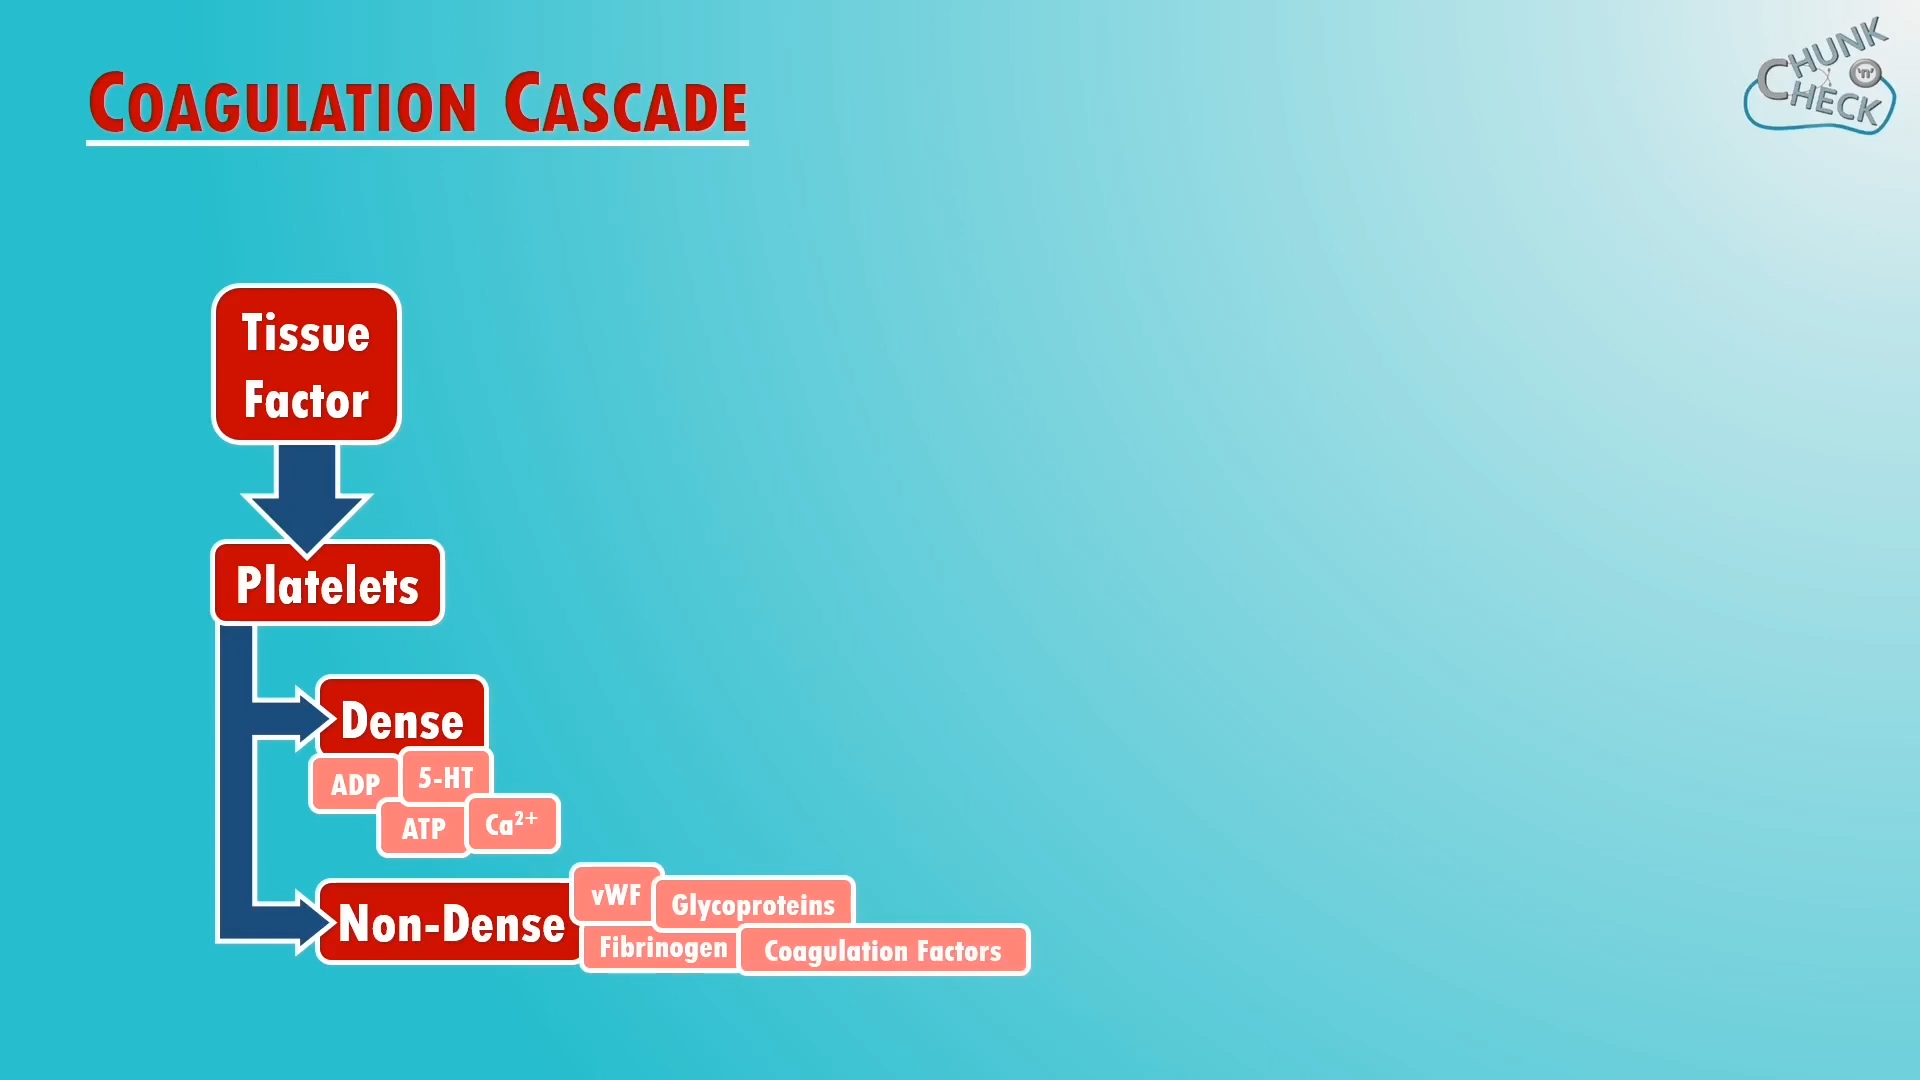 COAGULATION CASCADE
CHUNK
'n'
CHECK
Tissue
Factor
Platelets
Dense
ADP
5-HT
ATP
Ca²⁺
Non-Dense
vWF
Glycoproteins
Fibrinogen
Coagulation Factors